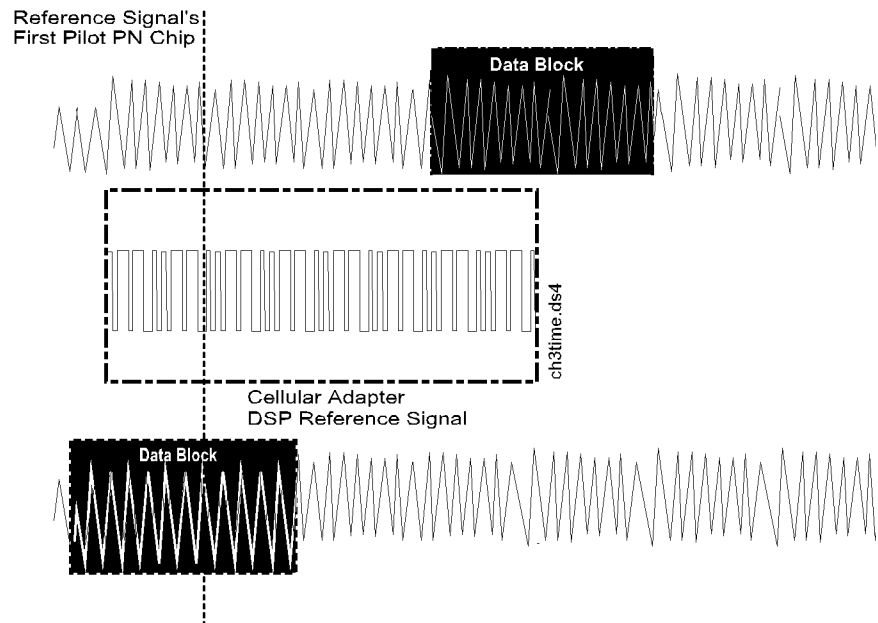 Reference Signal's
First Pilot PN Chip
Data Block
ch3time.ds4
Cellular Adapter
DSP Reference Signal
Data Block